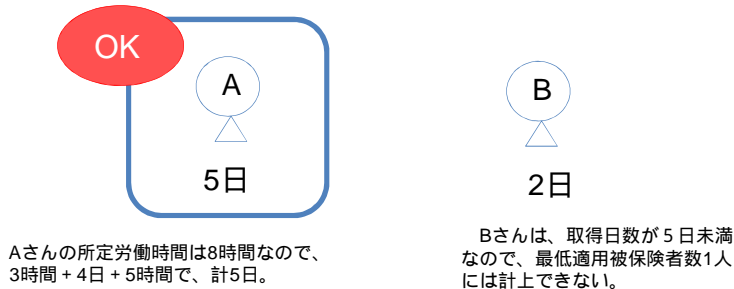 OK
A
B
5日
2日
Aさんの所定労働時間は8時間なので、
3時間+4日+5時間で、計5日。
Bさんは、取得日数が5日未満
なので、最低適用被保険者数1人
には計上できない。